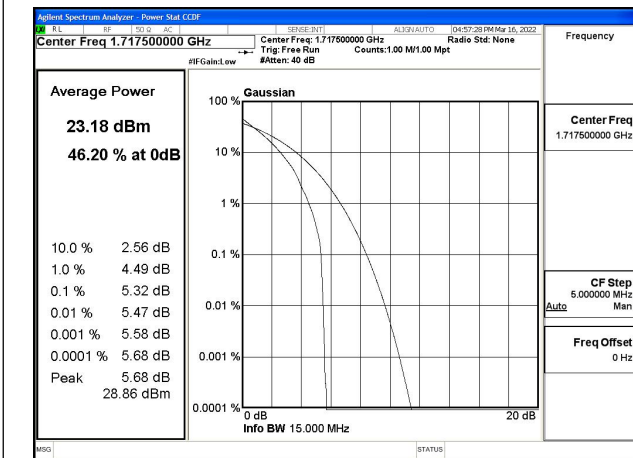 Agilent Spectrum Analyzer - Power Stat CCDF
RL RF 50 Ω AC SENSE:INT ALIGN AUTO 04:57:28 PM Mar 16, 2022
Center Freq 1.717500000 GHz
Center Freq: 1.717500000 GHz Radio Std: None
Trig: Free Run Counts:1.00 M/1.00 Mpt
#IFGain:Low #Atten: 40 dB
Frequency
Average Power
23.18 dBm
46.20 % at 0dB
10.0 % 2.56 dB
1.0 % 4.49 dB
0.1 % 5.32 dB
0.01 % 5.47 dB
0.001 % 5.58 dB
0.0001 % 5.68 dB
Peak 5.68 dB
28.86 dBm
Gaussian
100 %
10 %
1 %
0.1 %
0.01 %
0.001 %
0.0001 %
0 dB 20 dB
Info BW 15.000 MHz
Center Freq
1.717500000 GHz
CF Step
5.000000 MHz
Auto Man
Freq Offset
0 Hz
MSG STATUS